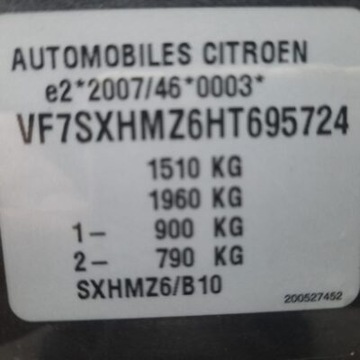 AUTOMOBILES CITROEN
e2*2007/46*0003*
VF7SXHMZ6HT695724
1510 KG
1960 KG
1- 900 KG
2- 790 KG
SXHMZ6/B10
200527452